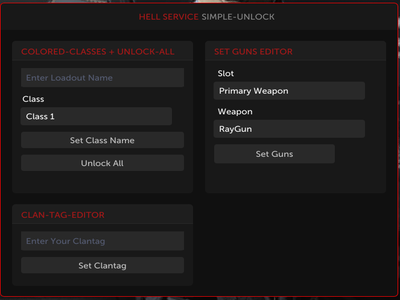 HELL SERVICE SIMPLE-UNLOCK
COLORED-CLASSES + UNLOCK-ALL
Enter Loadout Name
Class
Class 1
Set Class Name
Unlock All
SET GUNS EDITOR
Slot
Primary Weapon
Weapon
RayGun
Set Guns
CLAN-TAG-EDITOR
Enter Your Clantag
Set Clantag